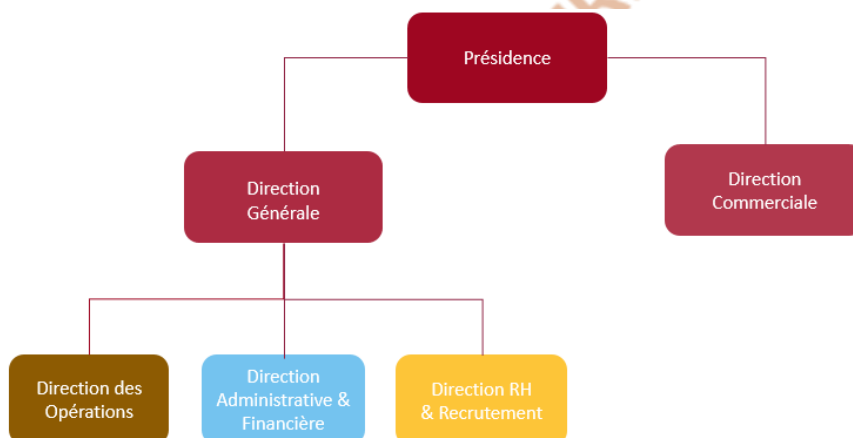 Présidence
Direction
Générale
Direction
Commerciale
Direction des
Opérations
Direction
Administrative &
Financière
Direction RH
& Recrutement